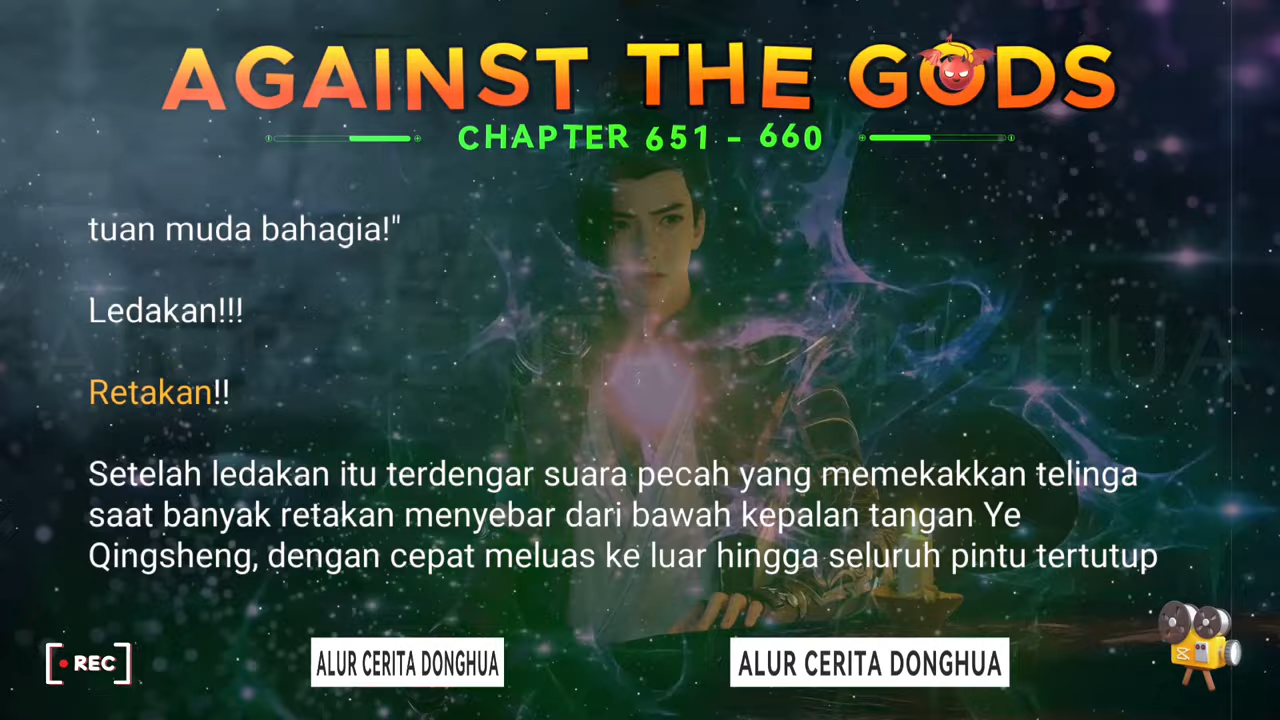 AGAINST THE GODS
CHAPTER 651 - 660
tuan muda bahagia!"
Ledakan!!!
Retakan!!
Setelah ledakan itu terdengar suara pecah yang memekakkan telinga
saat banyak retakan menyebar dari bawah kepalan tangan Ye
Qingsheng, dengan cepat meluas ke luar hingga seluruh pintu tertutup
REC
ALUR CERITA DONGHUA
ALUR CERITA DONGHUA